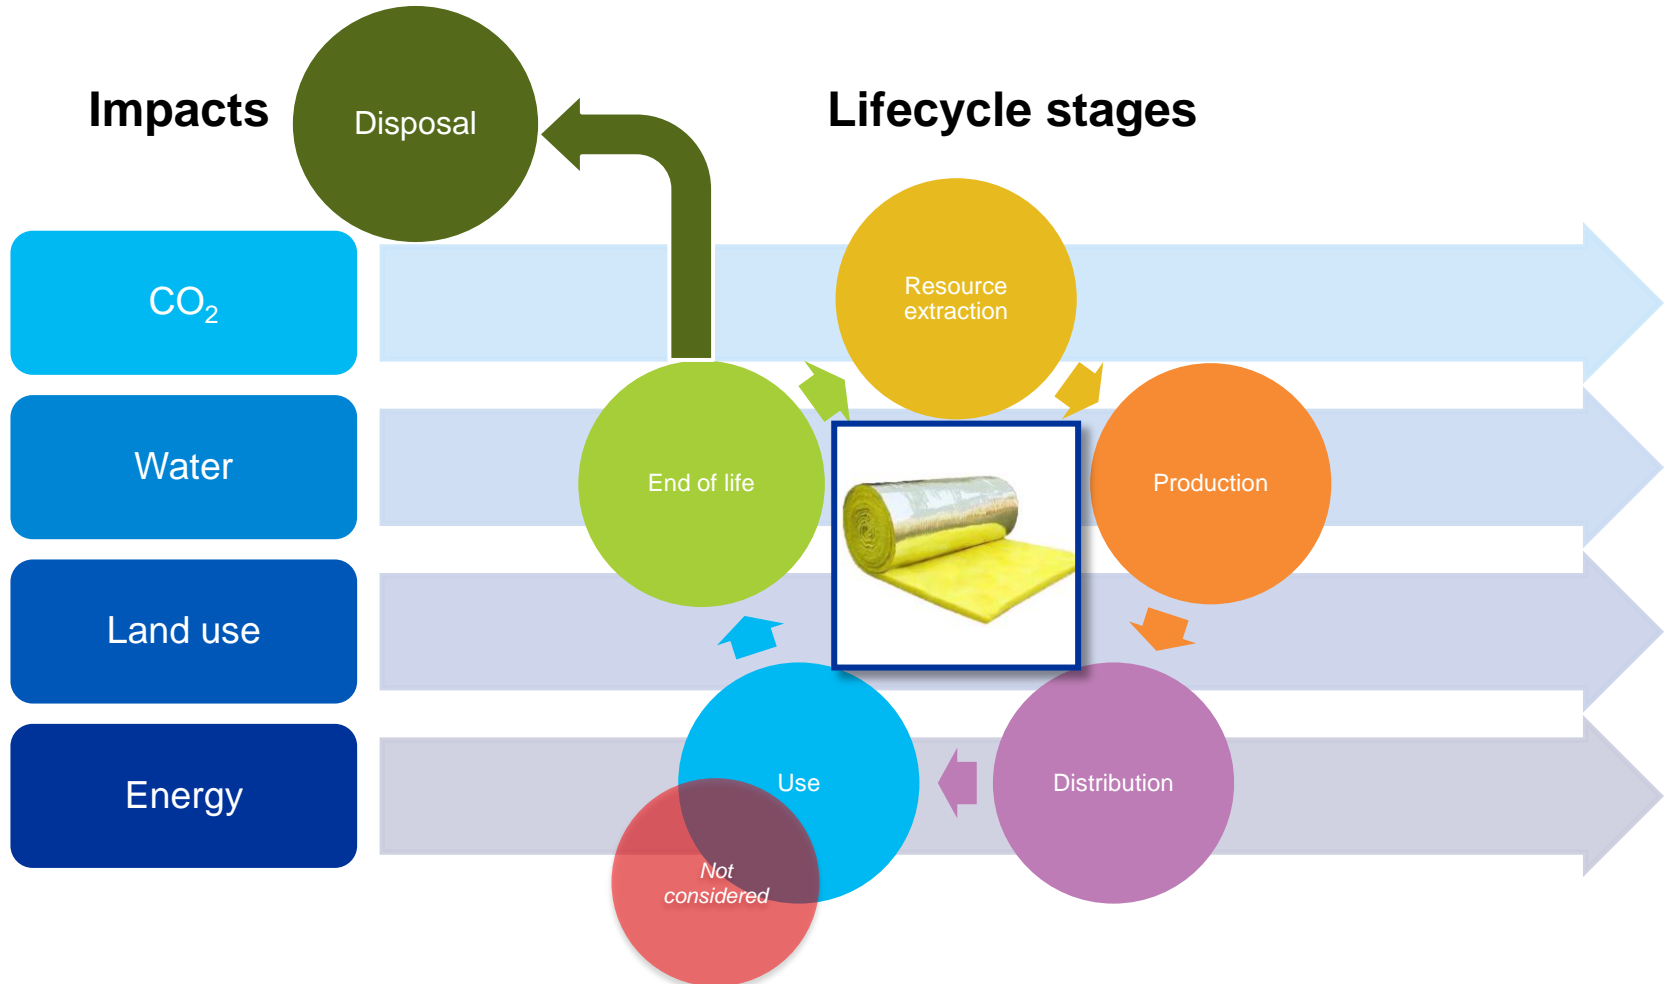 Impacts
Disposal
Lifecycle stages
CO₂
Resource
extraction
Water
End of life
Production
Land use
Energy
Use
Distribution
Not
considered